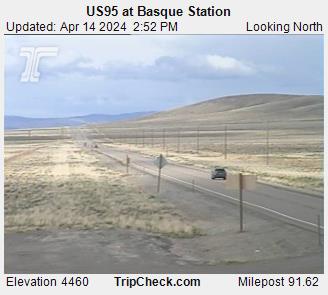 US95 at Basque Station
Updated: Apr 14 2024 2:52 PM Looking North
Elevation 4460 TripCheck.com Milepost 91.62